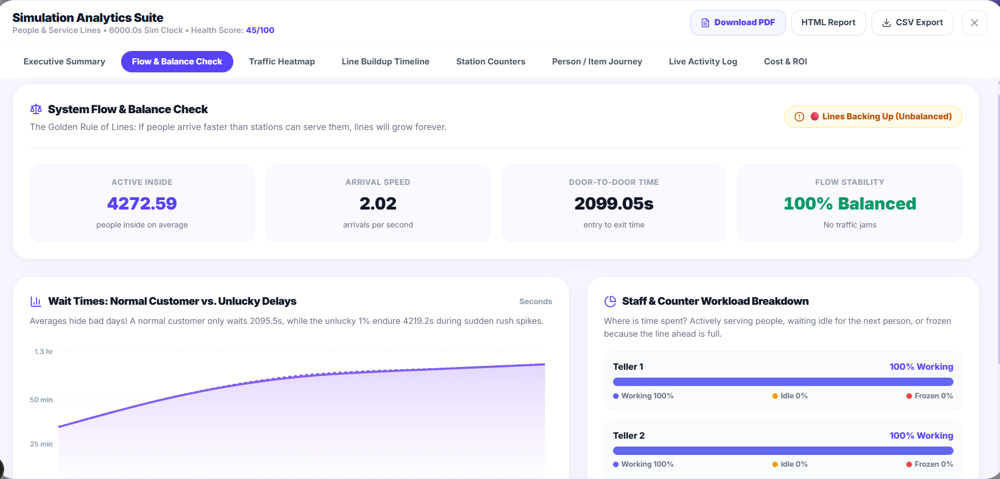 Simulation Analytics Suite
People & Service Lines • 6000.0s Sim Clock • Health Score: 45/100
Download PDF
HTML Report
CSV Export
Executive Summary
Flow & Balance Check
Traffic Heatmap
Line Buildup Timeline
Station Counters
Person / Item Journey
Live Activity Log
Cost & ROI
System Flow & Balance Check
The Golden Rule of Lines: If people arrive faster than stations can serve them, lines will grow forever.
Lines Backing Up (Unbalanced)
ACTIVE INSIDE
4272.59
people inside on average
ARRIVAL SPEED
2.02
arrivals per second
DOOR-TO-DOOR TIME
2099.05s
entry to exit time
FLOW STABILITY
100% Balanced
No traffic jams
Wait Times: Normal Customer vs. Unlucky Delays
Seconds
Averages hide bad days! A normal customer only waits 2095.5s, while the unlucky 1% endure 4219.2s during sudden rush spikes.
1.3 hr
50 min
25 min
Staff & Counter Workload Breakdown
Where is time spent? Actively serving people, waiting idle for the next person, or frozen
because the line ahead is full.
Teller 1
100% Working
Working 100%
Idle 0%
Frozen 0%
Teller 2
100% Working
Working 100%
Idle 0%
Frozen 0%